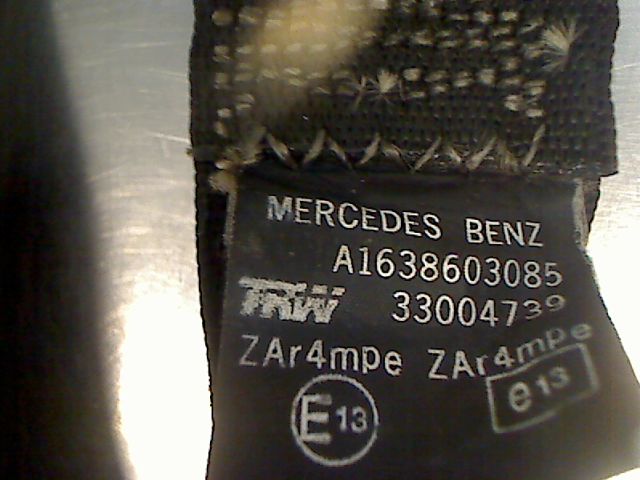 MERCEDES BENZ
A1638603085
TRW 33004739
ZAr4mpe ZAr4mpe
E13 e13